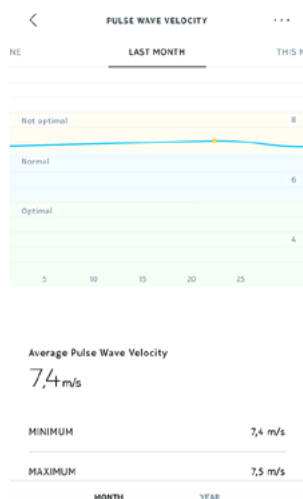 PULSE WAVE VELOCITY
NE LAST MONTH THIS M
Not optimal 8
Normal
6
Optimal
4
5 10 15 20 25
Average Pulse Wave Velocity
7,4 m/s
MINIMUM 7,4 m/s
MAXIMUM 7,5 m/s
MONTH YEAR